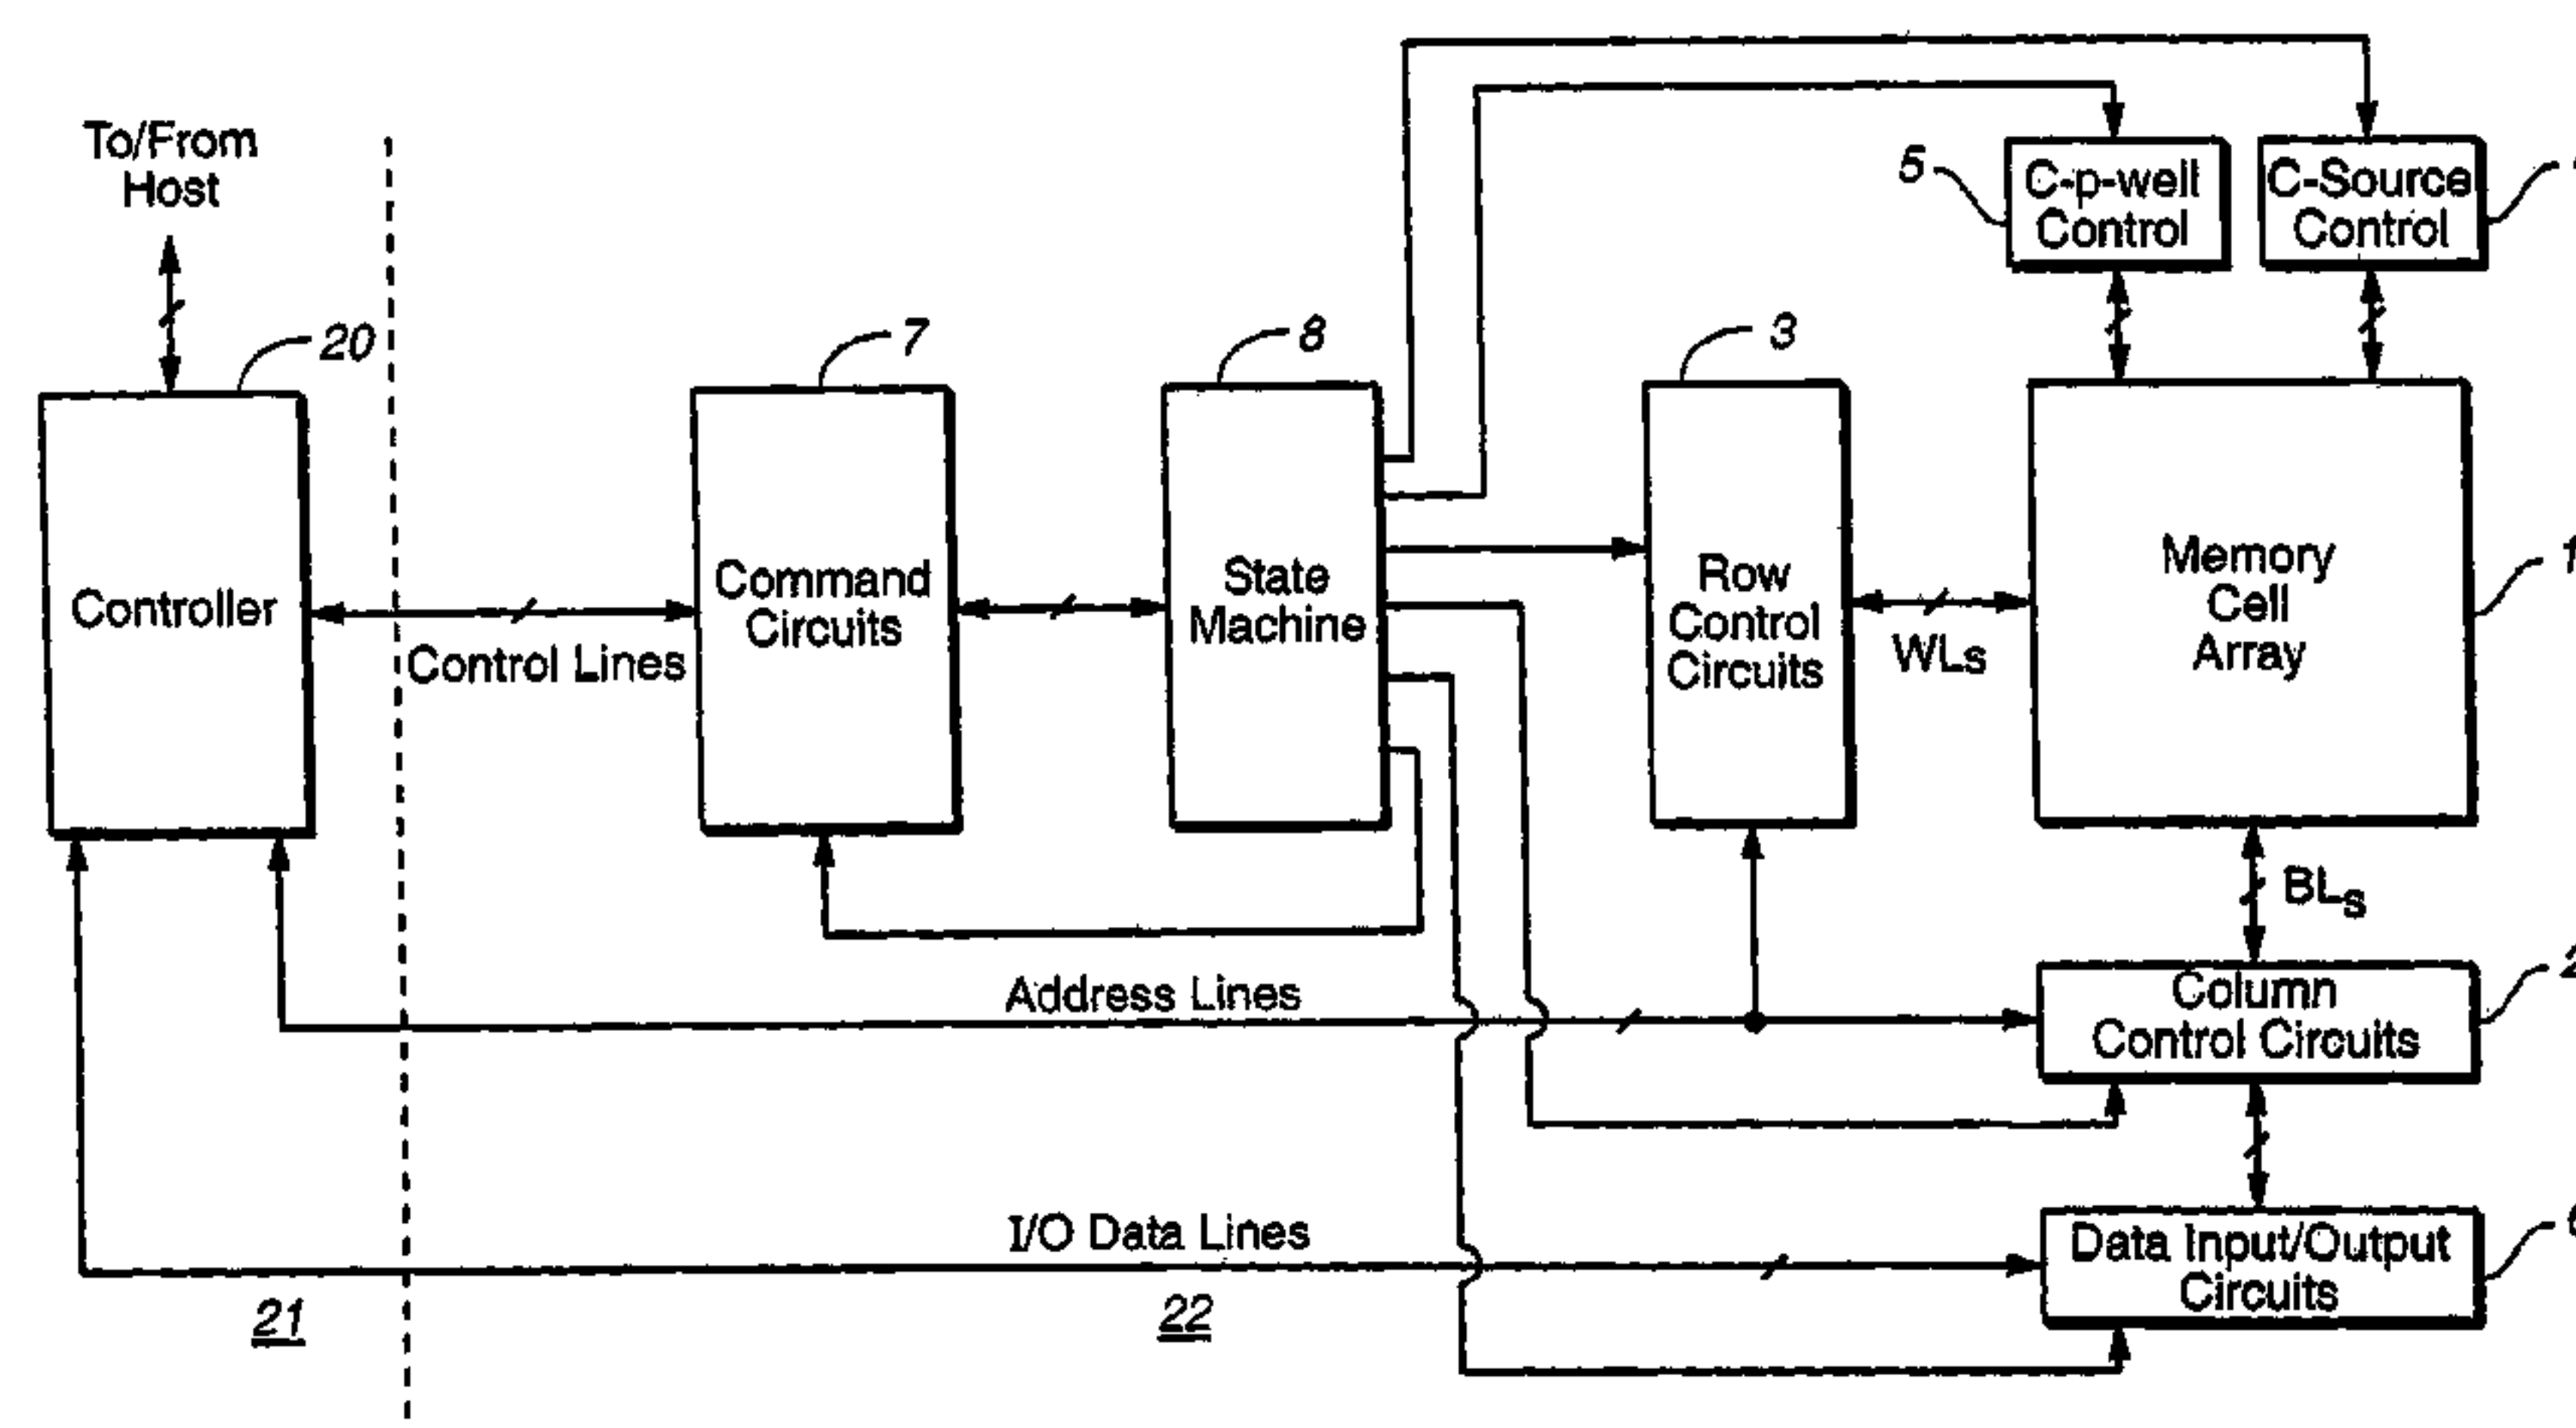 To/From
Host
20
7
8
3
5
C-p-well
Control
C-Source
Control
Controller
Control Lines
Command
Circuits
State
Machine
Row
Control
Circuits
WLs
Memory
Cell
Array
1
BLs
Address Lines
Column
Control Circuits
2
I/O Data Lines
Data Input/Output
Circuits
21
22